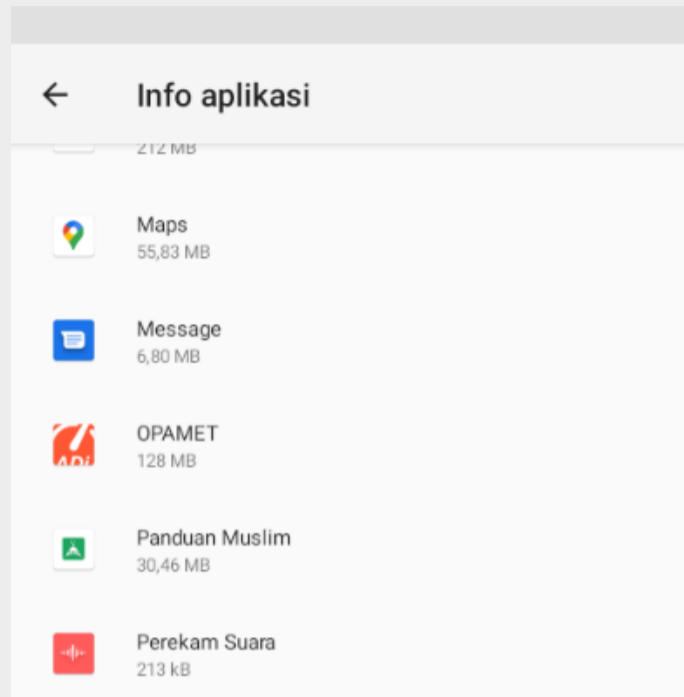 Info aplikasi
212 MB
Maps
55,83 MB
Message
6,80 MB
OPAMET
ADi
128 MB
Panduan Muslim
30,46 MB
Perekam Suara
213 kB